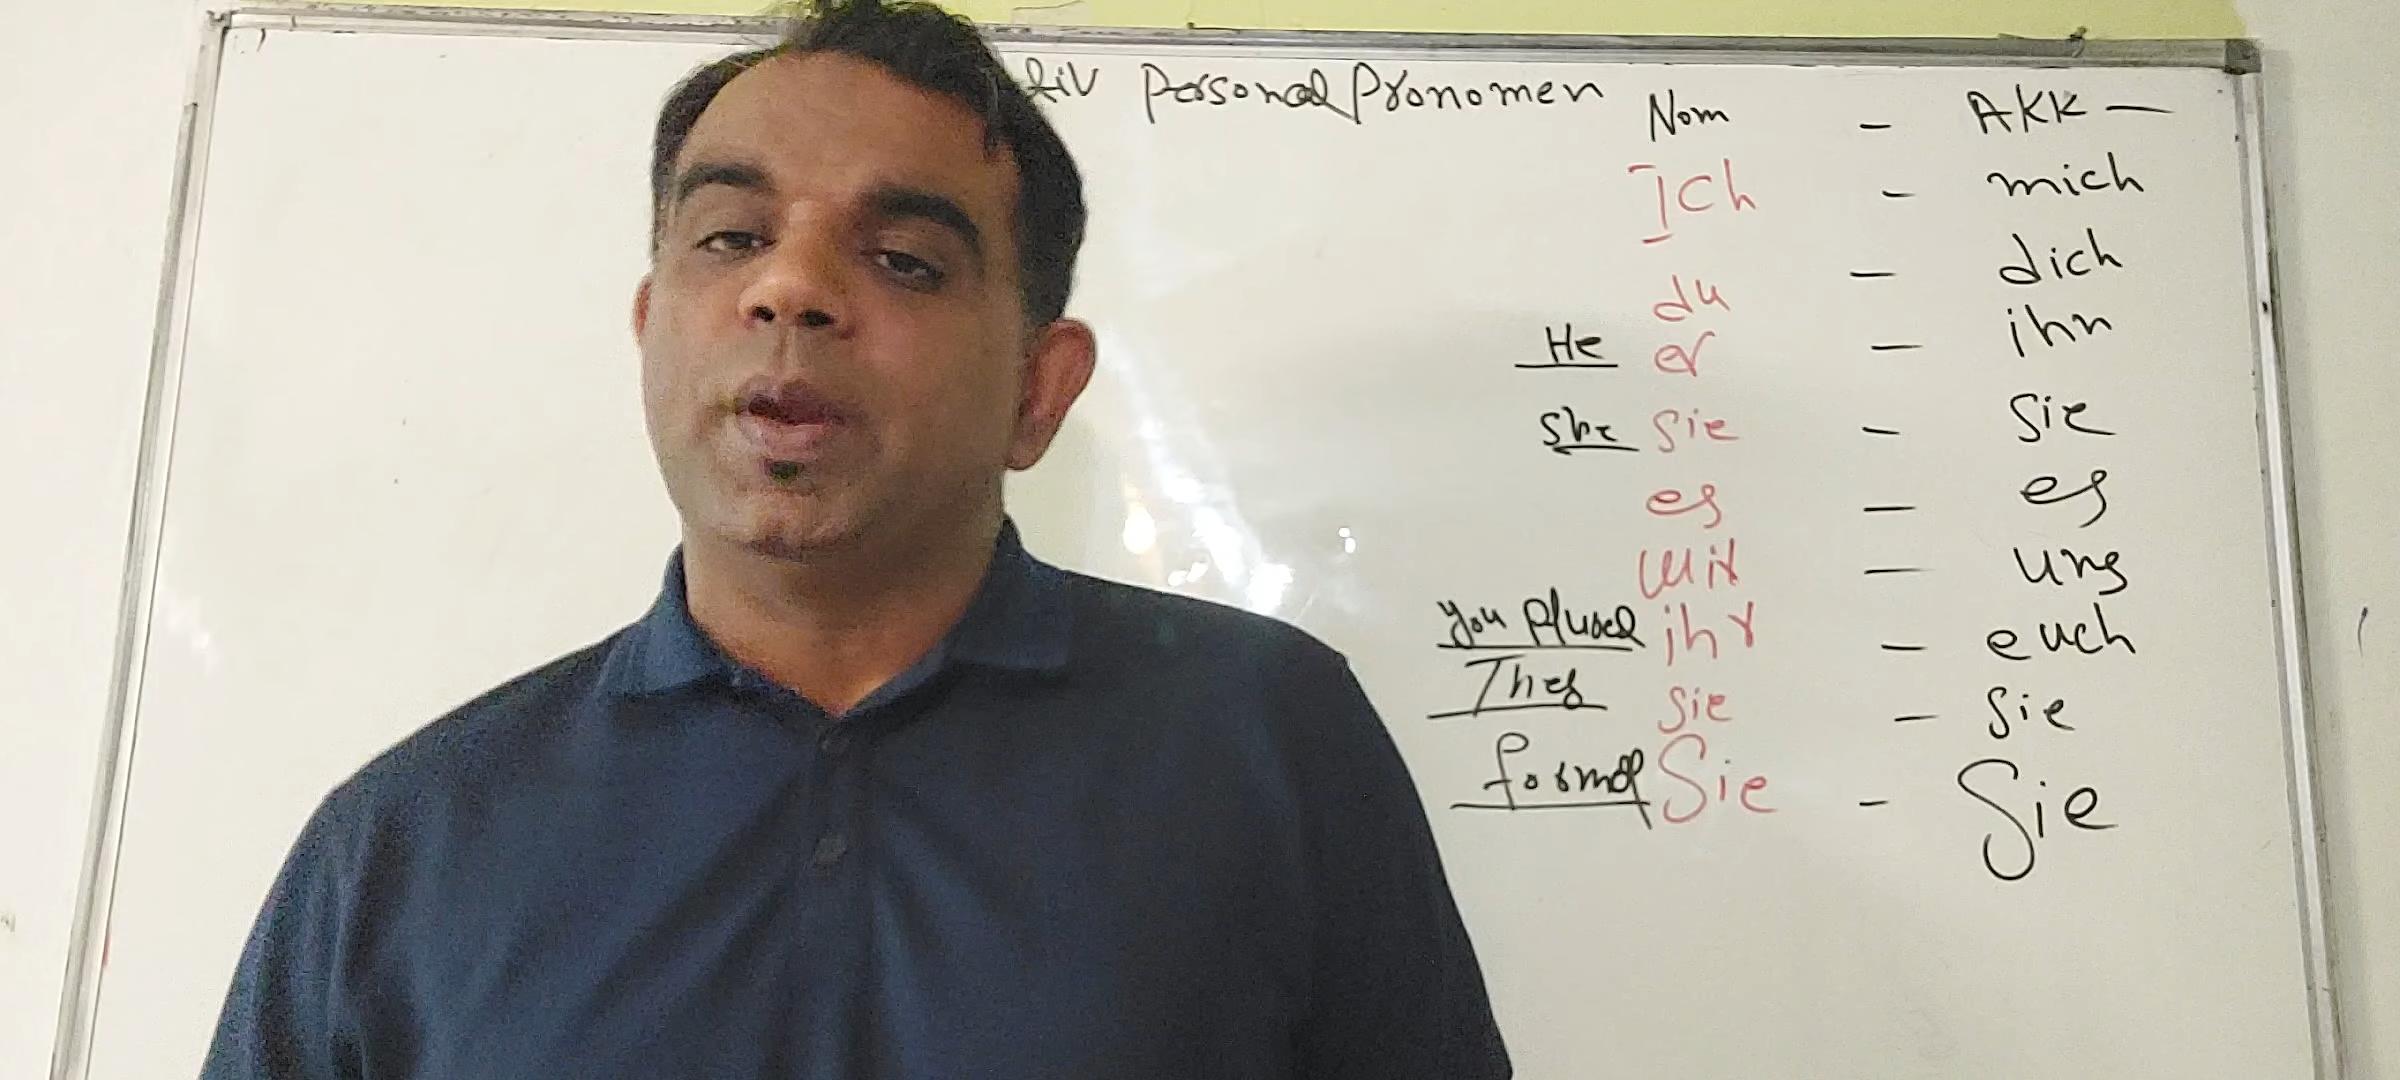 tiv Personal Pronomen
Nom - AKK -
Ich - mich
du - dich
He er - ihn
She sie - sie
es - es
wir - uns
you plural ihr - euch
They sie - sie
formal Sie - Sie